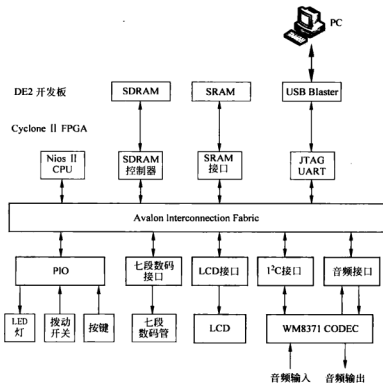 PC
DE2 开发板
SDRAM
SRAM
USB Blaster
Cyclone II FPGA
Nios II
CPU
SDRAM
控制器
SRAM
接口
JTAG
UART
Avalon Interconnection Fabric
PIO
七段数码
接口
LCD接口
I²C接口
音频接口
LED
灯
拨动
开关
按键
七段
数码管
LCD
WM8371 CODEC
音频输入
音频输出